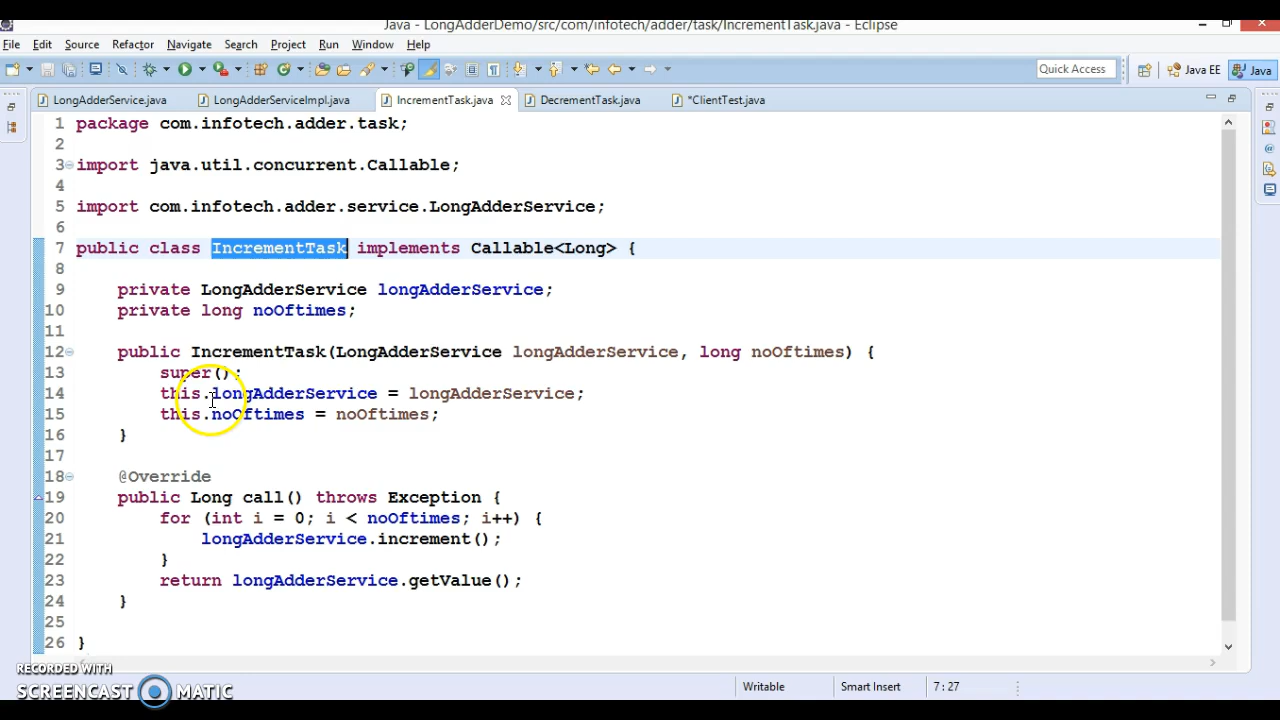 Java - LongAdderDemo/src/com/infotech/adder/task/IncrementTask.java - Eclipse
File Edit Source Refactor Navigate Search Project Run Window Help
Quick Access Java EE Java
LongAdderService.java LongAdderServiceImpl.java IncrementTask.java DecrementTask.java *ClientTest.java
1 package com.infotech.adder.task;
2
3 import java.util.concurrent.Callable;
4
5 import com.infotech.adder.service.LongAdderService;
6
7 public class IncrementTask implements Callable<Long> {
8
9 private LongAdderService longAdderService;
10 private long noOftimes;
11
12 public IncrementTask(LongAdderService longAdderService, long noOftimes) {
13 super();
14 this.longAdderService = longAdderService;
15 this.noOftimes = noOftimes;
16 }
17
18 @Override
19 public Long call() throws Exception {
20 for (int i = 0; i < noOftimes; i++) {
21 longAdderService.increment();
22 }
23 return longAdderService.getValue();
24 }
25
26 }
RECORDED WITH
SCREENCAST MATIC
Writable Smart Insert 7 : 27